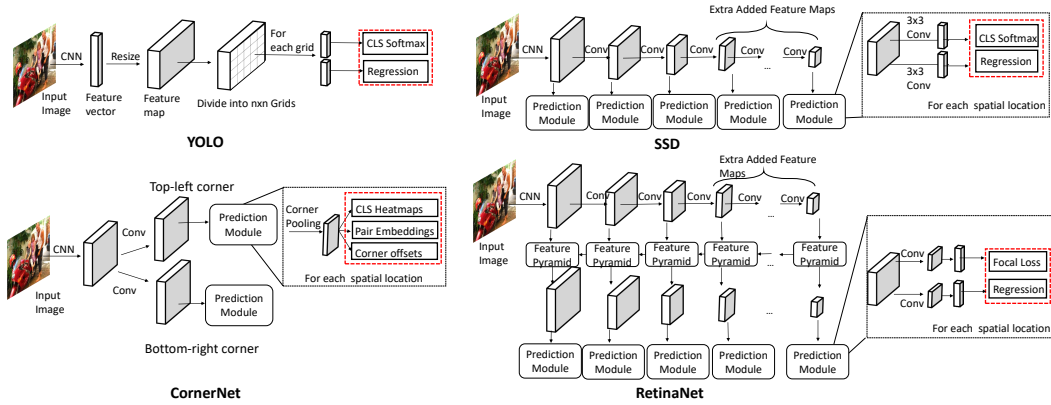 CNN
Resize
For
each grid
CLS Softmax
Regression
Input
Image
Feature
vector
Feature
map
Divide into nxn Grids
YOLO
Extra Added Feature Maps
CNN
Conv
Conv
Conv
Conv
Conv
...
Input
Image
Prediction
Module
Prediction
Module
Prediction
Module
Prediction
Module
...
Prediction
Module
3x3
Conv
CLS Softmax
Regression
3x3
Conv
For each spatial location
SSD
Top-left corner
CNN
Conv
Conv
Input
Image
Prediction
Module
Prediction
Module
Corner
Pooling
CLS Heatmaps
Pair Embeddings
Corner offsets
For each spatial location
Bottom-right corner
CornerNet
Extra Added Feature
Maps
CNN
Conv
Conv
Conv
Conv
Conv
...
Input
Image
Feature
Pyramid
Feature
Pyramid
Feature
Pyramid
Feature
Pyramid
...
Feature
Pyramid
...
Prediction
Module
Prediction
Module
Prediction
Module
Prediction
Module
...
Prediction
Module
Conv
Focal Loss
Regression
Conv
For each spatial location
RetinaNet